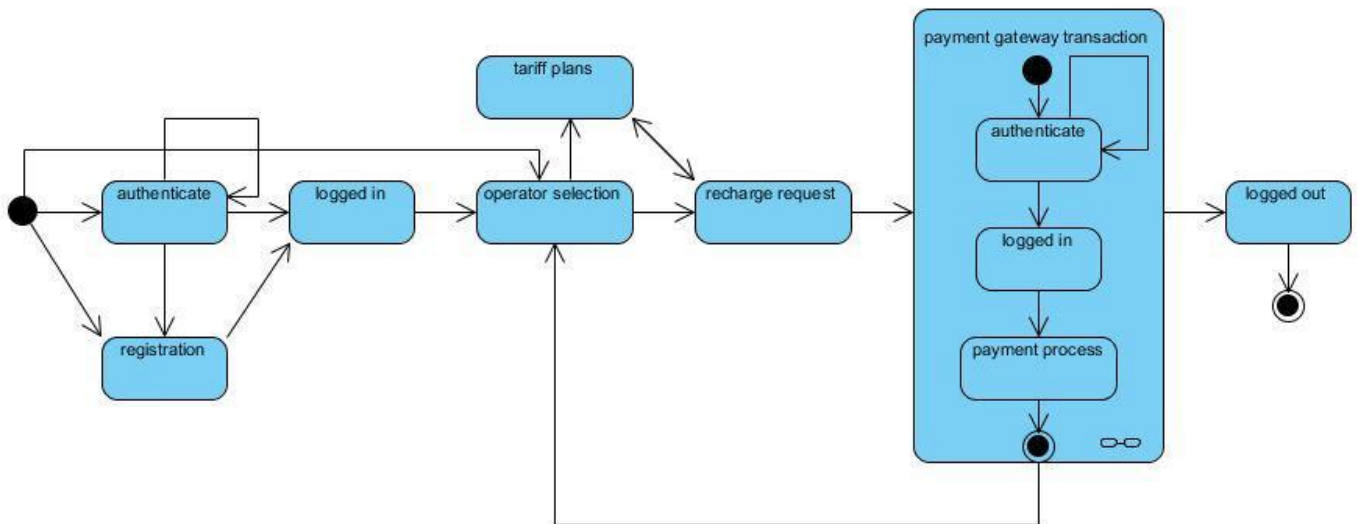 payment gateway transaction
tariff plans
authenticate
authenticate
logged in
operator selection
recharge request
logged out
logged in
registration
payment process